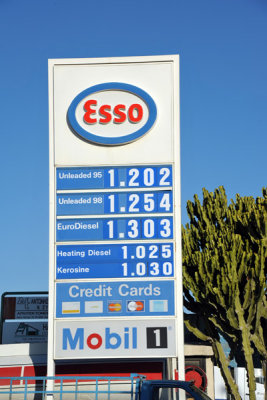 Esso
Unleaded 95 1.202
Unleaded 98 1.254
EuroDiesel 1.303
Heating Diesel 1.025
Kerosine 1.030
Credit Cards
Mobil 1